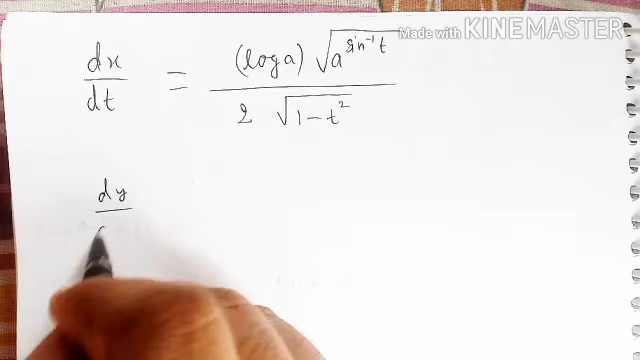 Made with KINEMASTER
dx/dt = (log a) √(a^(sin⁻¹ t)) / (2 √(1-t²))
dy